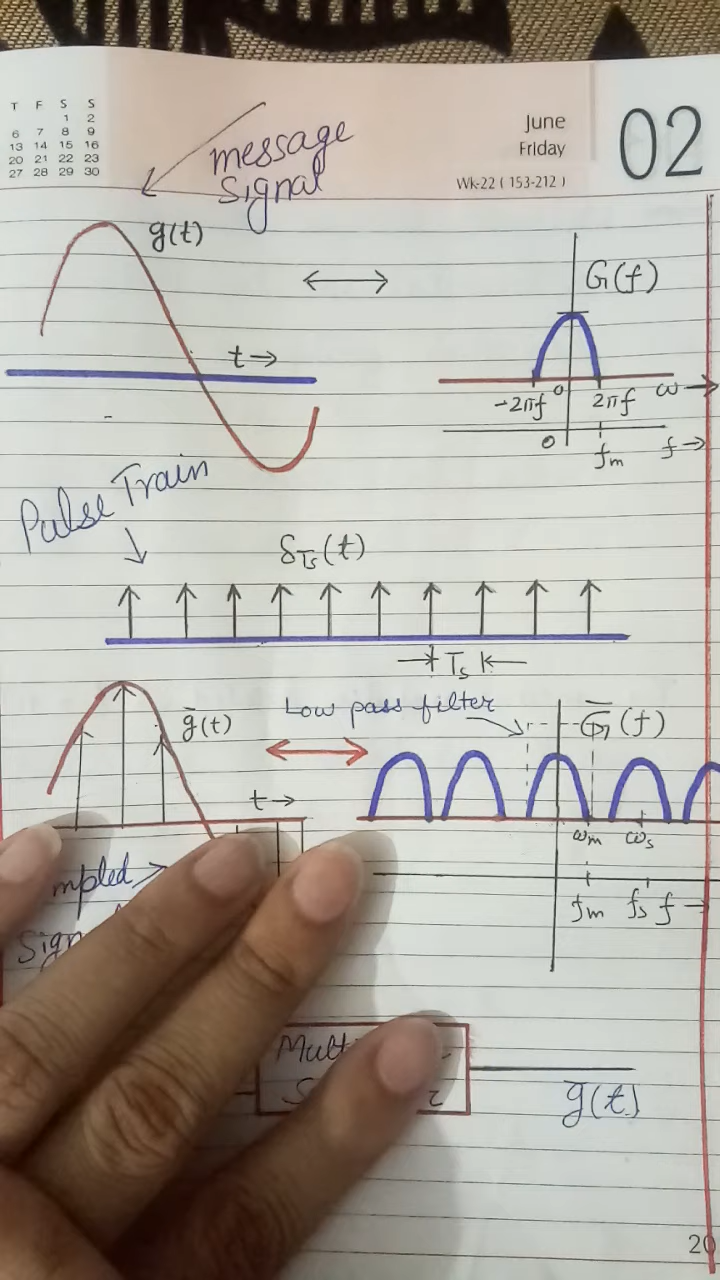 T F S S
1 2
6 7 8 9
13 14 15 16
20 21 22 23
27 28 29 30
June
Friday
Wk-22 ( 153-212 )
02
message
signal
g(t)
t→
G(f)
-2πf 0 2πf ω→
0 fm f→
Pulse Train
δTs(t)
Ts
Low pass filter
g̅(t)
G̅(f)
t→
ωm ωs
fm fs f→
g̅(t)